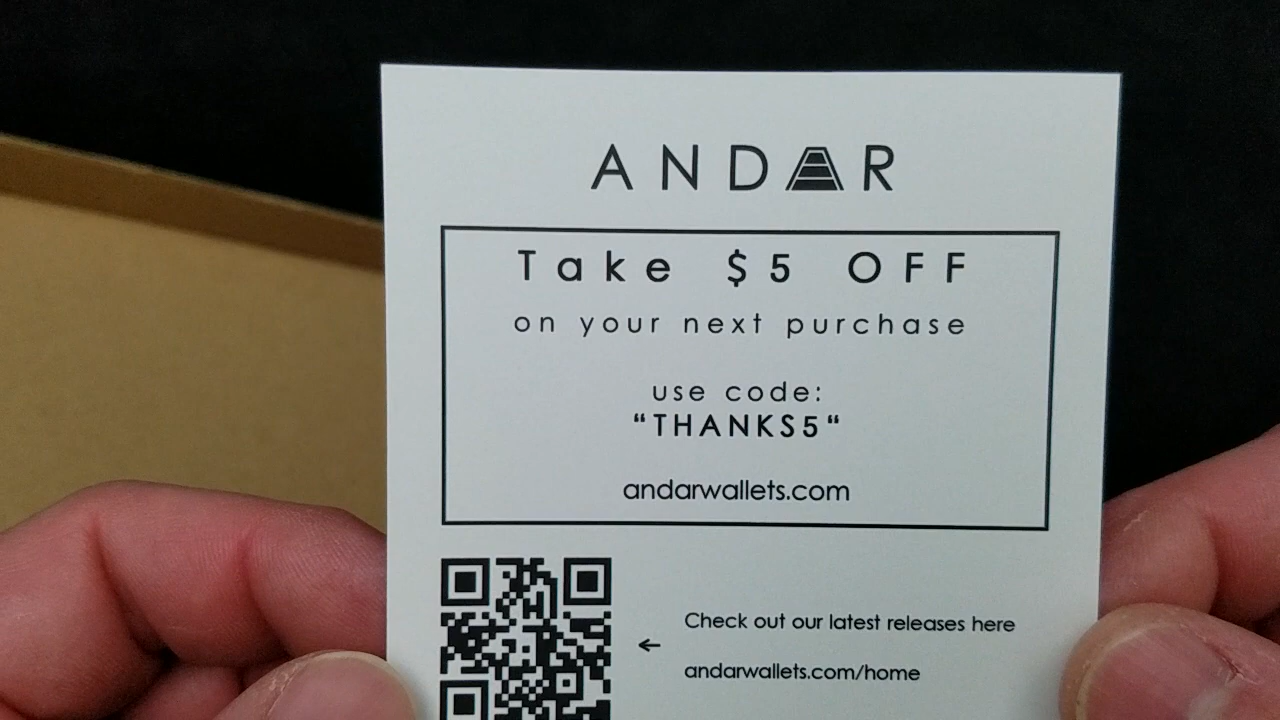 ANDAR
Take $5 OFF
on your next purchase
use code:
“THANKS5“
andarwallets.com
Check out our latest releases here
←
andarwallets.com/home